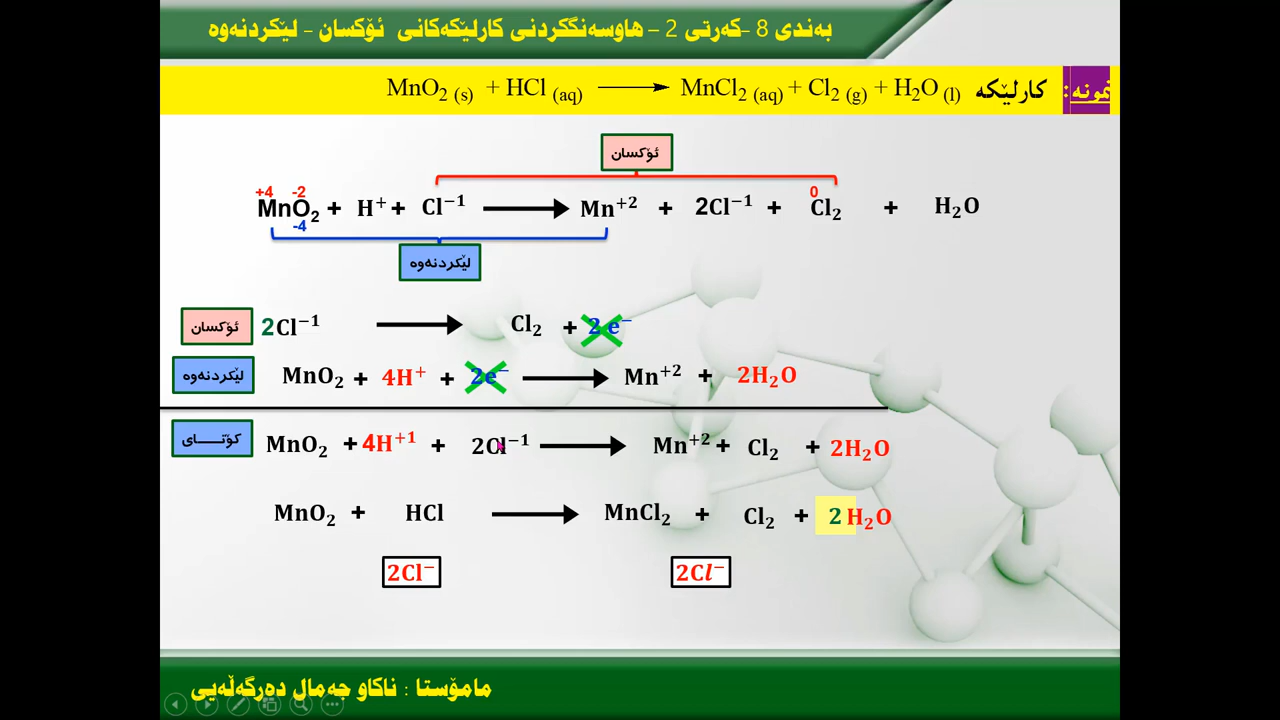 بەندی 8 -کەرتی 2 - هاوسەنگکردنی کارلێکەکانی ئۆکسان - لێکردنەوە
نمونە: کارلێکە MnO₂ (s) + HCl (aq) ⟶ MnCl₂ (aq) + Cl₂ (g) + H₂O (l)
ئۆکسان
+4 -2 0
MnO₂ + H⁺ + Cl⁻¹ ⟶ Mn⁺² + 2Cl⁻¹ + Cl₂ + H₂O
-4
لێکردنەوە
ئۆکسان 2Cl⁻¹ ⟶ Cl₂ + 2 e⁻
لێکردنەوە MnO₂ + 4H⁺ + 2e⁻ ⟶ Mn⁺² + 2H₂O
کۆتـــای MnO₂ + 4H⁺¹ + 2Cl⁻¹ ⟶ Mn⁺² + Cl₂ + 2H₂O
MnO₂ + HCl ⟶ MnCl₂ + Cl₂ + 2 H₂O
2Cl⁻ 2Cl⁻
مامۆستا : ناکاو جەمال دەرگەڵەیی